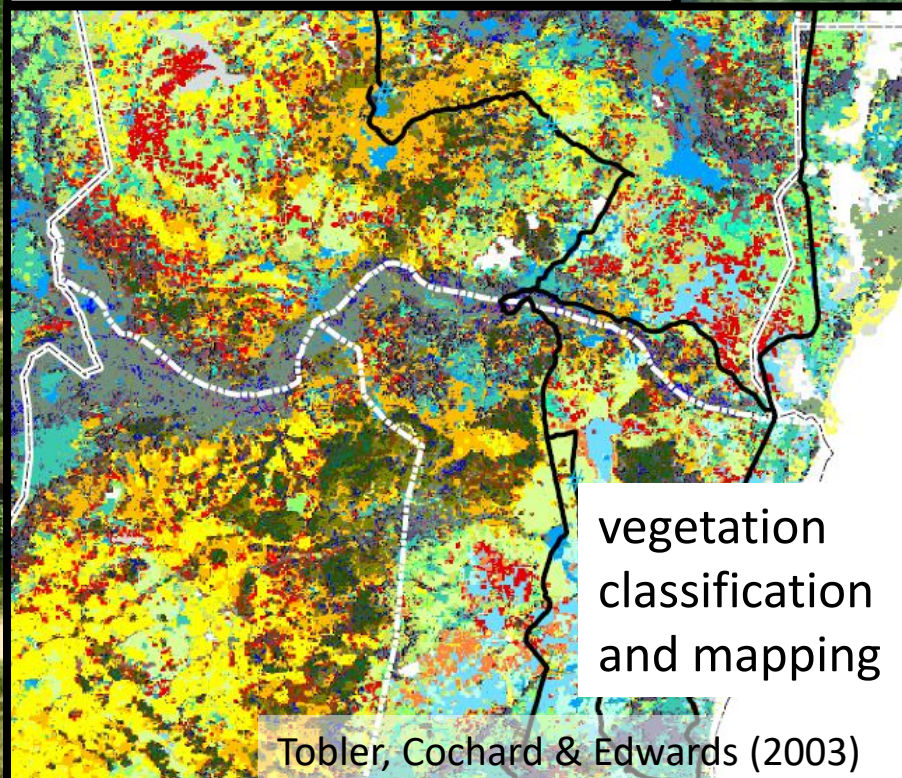 vegetation
classification
and mapping
Tobler, Cochard & Edwards (2003)